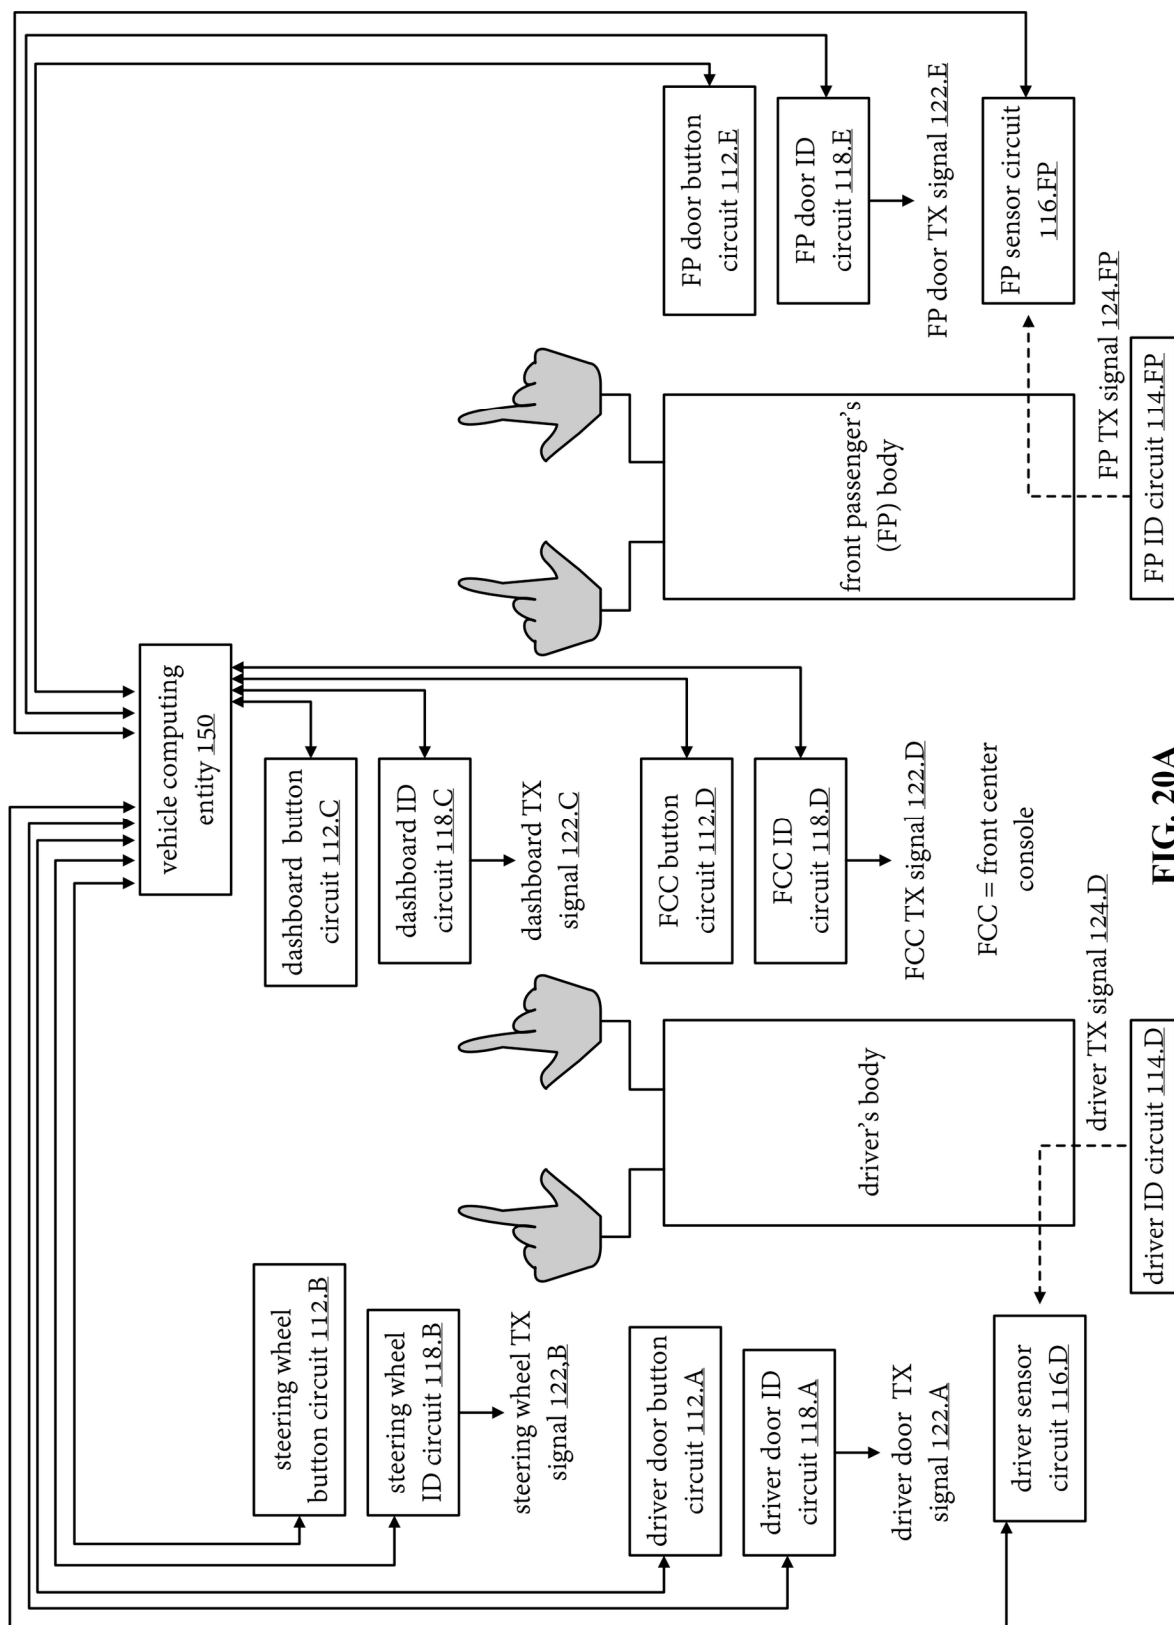 vehicle computing
entity 150
steering wheel
button circuit 112.B
steering wheel
ID circuit 118.B
steering wheel TX
signal 122,B
dashboard button
circuit 112.C
dashboard ID
circuit 118.C
dashboard TX
signal 122.C
driver door button
circuit 112.A
driver door ID
circuit 118.A
driver door TX
signal 122.A
driver sensor
circuit 116.D
driver's body
driver TX signal 124.D
driver ID circuit 114.D
FCC button
circuit 112.D
FCC ID
circuit 118.D
FCC TX signal 122.D
FCC = front center
console
front passenger's
(FP) body
FP door button
circuit 112.E
FP door ID
circuit 118.E
FP door TX signal 122.E
FP sensor circuit
116.FP
FP TX signal 124.FP
FP ID circuit 114.FP
FIG. 20A